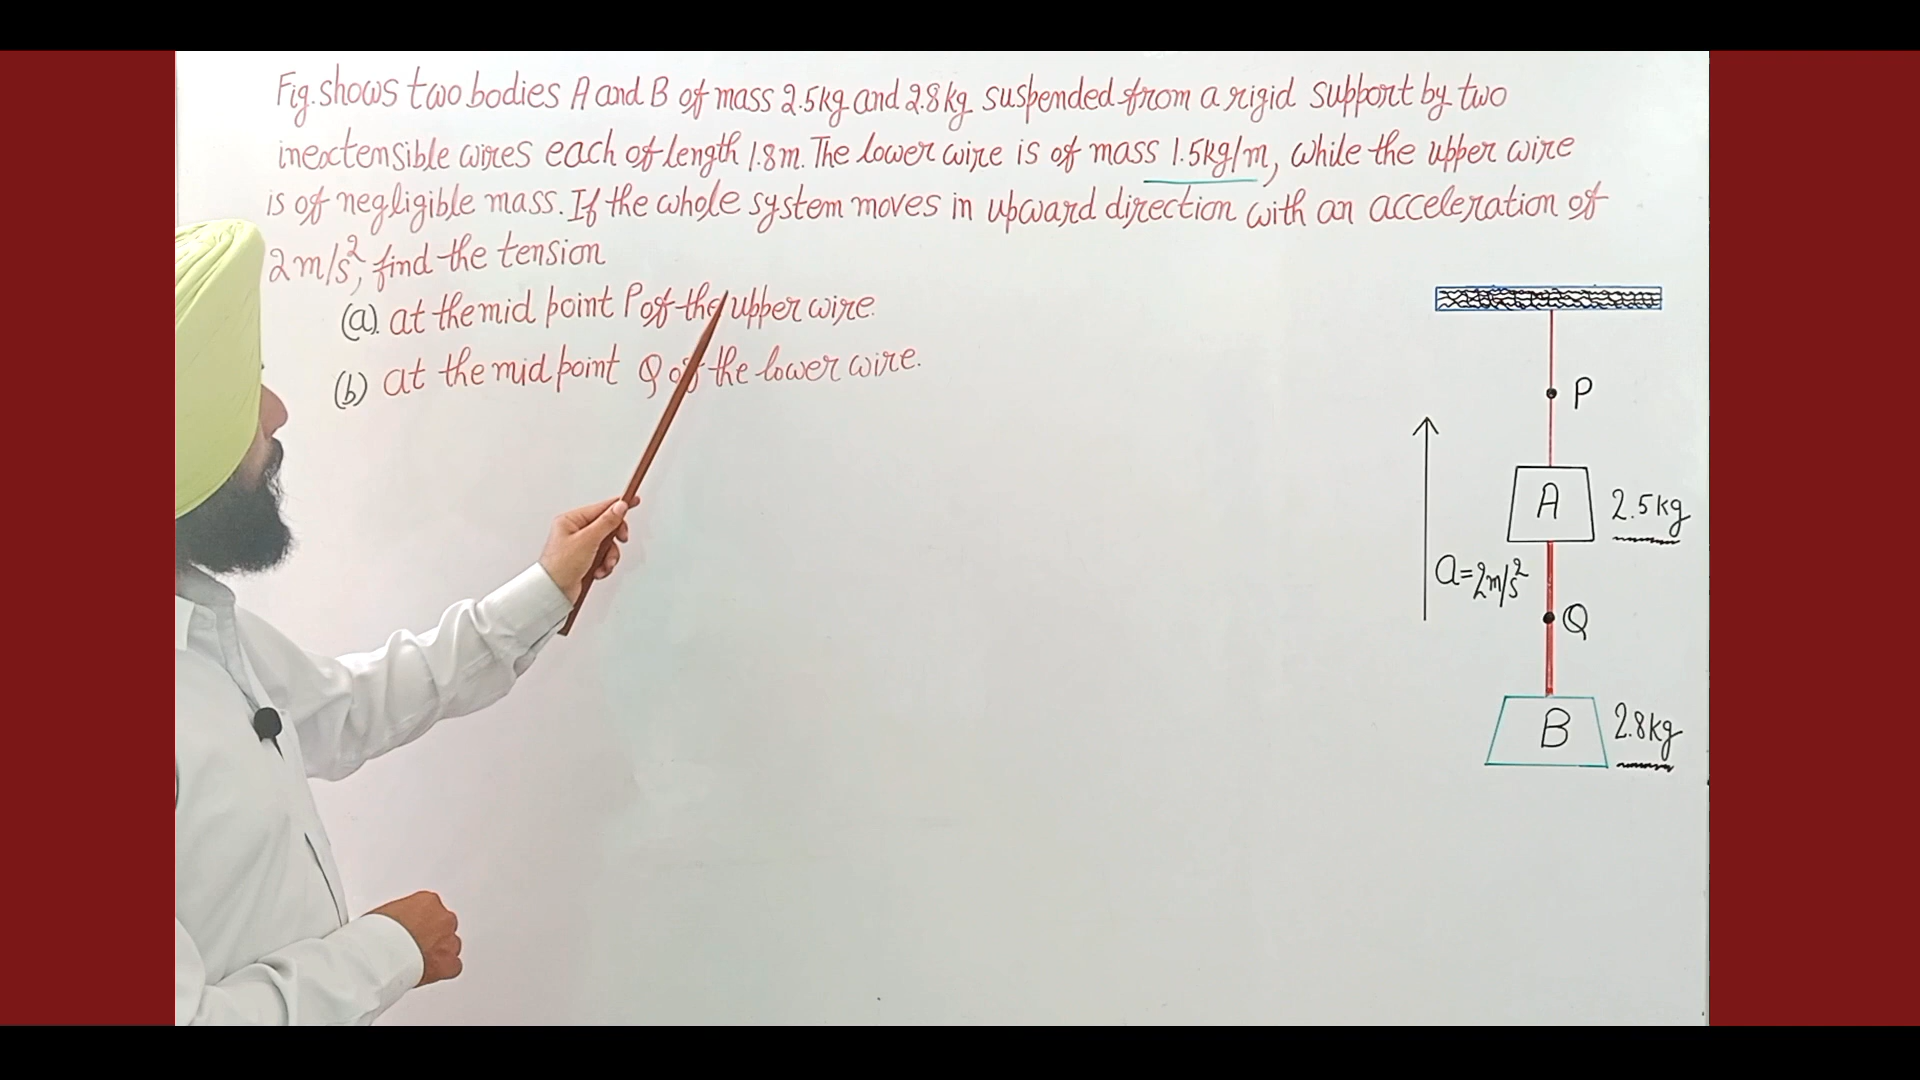 Fig. shows two bodies A and B of mass 2.5kg and 2.8kg suspended from a rigid support by two
inextensible wires each of length 1.8m. The lower wire is of mass 1.5kg/m, while the upper wire
is of negligible mass. If the whole system moves in upward direction with an acceleration of
2m/s², find the tension
(a). at the mid point P of the upper wire.
(b) at the mid point Q of the lower wire.
P
A
2.5kg
a=2m/s²
Q
B
2.8kg